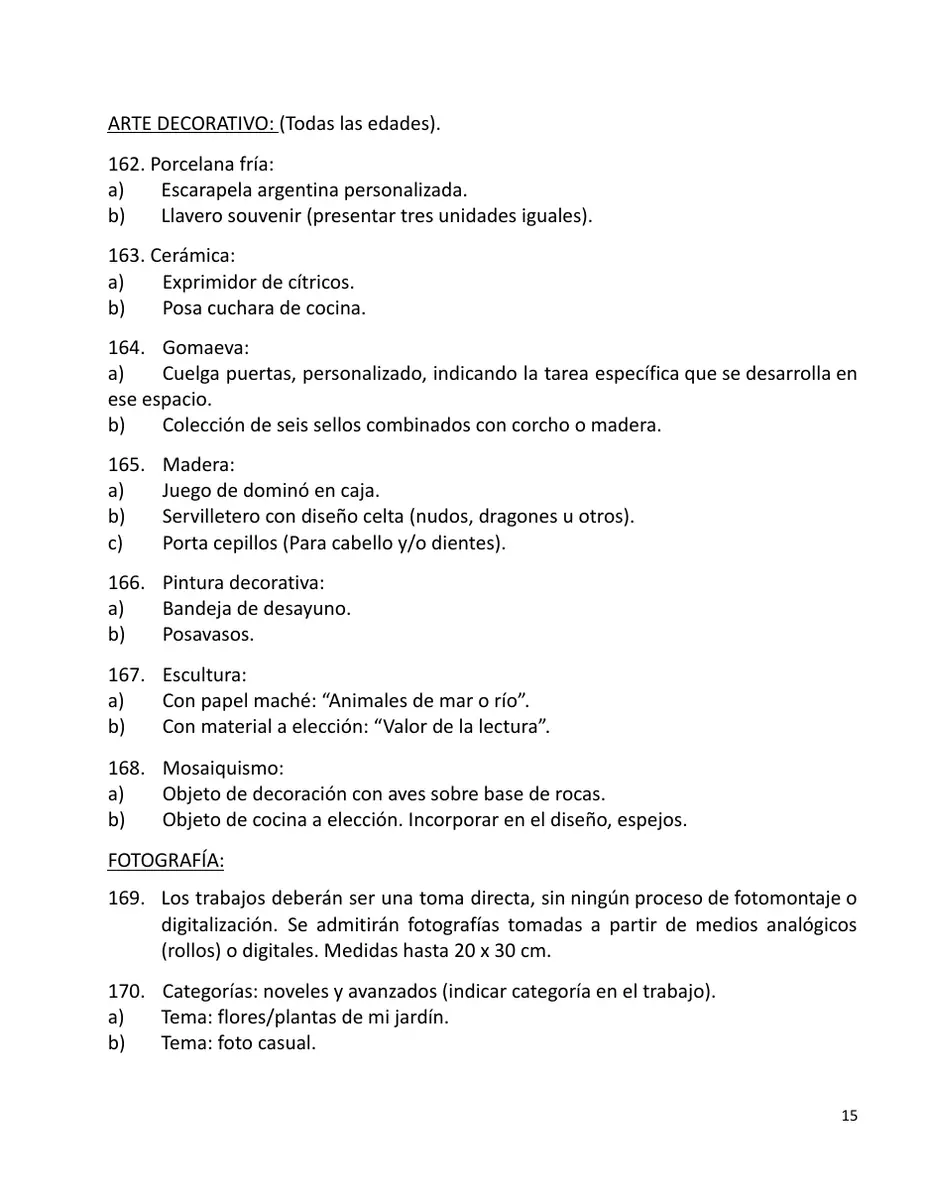 ARTE DECORATIVO: (Todas las edades).
162. Porcelana fría:
a) Escarapela argentina personalizada.
b) Llavero souvenir (presentar tres unidades iguales).
163. Cerámica:
a) Exprimidor de cítricos.
b) Posa cuchara de cocina.
164. Gomaeva:
a) Cuelga puertas, personalizado, indicando la tarea específica que se desarrolla en
ese espacio.
b) Colección de seis sellos combinados con corcho o madera.
165. Madera:
a) Juego de dominó en caja.
b) Servilletero con diseño celta (nudos, dragones u otros).
c) Porta cepillos (Para cabello y/o dientes).
166. Pintura decorativa:
a) Bandeja de desayuno.
b) Posavasos.
167. Escultura:
a) Con papel maché: “Animales de mar o río”.
b) Con material a elección: “Valor de la lectura”.
168. Mosaiquismo:
a) Objeto de decoración con aves sobre base de rocas.
b) Objeto de cocina a elección. Incorporar en el diseño, espejos.
FOTOGRAFÍA:
169. Los trabajos deberán ser una toma directa, sin ningún proceso de fotomontaje o
digitalización. Se admitirán fotografías tomadas a partir de medios analógicos
(rollos) o digitales. Medidas hasta 20 x 30 cm.
170. Categorías: noveles y avanzados (indicar categoría en el trabajo).
a) Tema: flores/plantas de mi jardín.
b) Tema: foto casual.
15